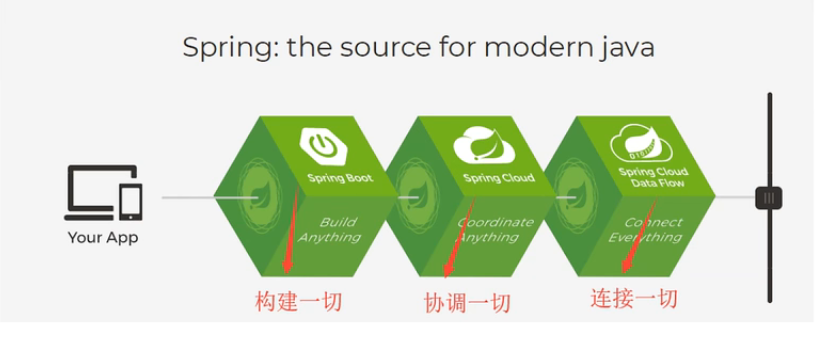 Spring: the source for modern java
Your App
Spring Boot
Build
Anything
构建一切
Spring Cloud
Coordinate
Anything
协调一切
Spring Cloud
Data Flow
Connect
Everything
连接一切